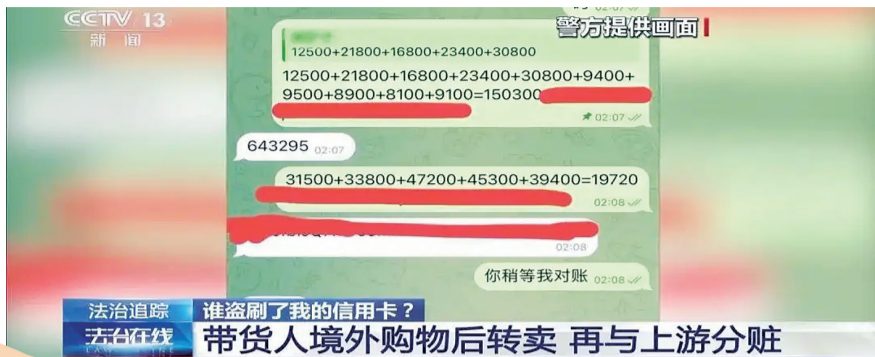 CCTV 13
新闻
警方提供画面
02:07
12500+21800+16800+23400+30800
12500+21800+16800+23400+30800+9400+
9500+8900+8100+9100=150300
02:07
643295 02:07
31500+33800+47200+45300+39400=19720
02:08
02:08
你稍等我对账 02:08
法治追踪 谁盗刷了我的信用卡？
法治在线 带货人境外购物后转卖 再与上游分赃